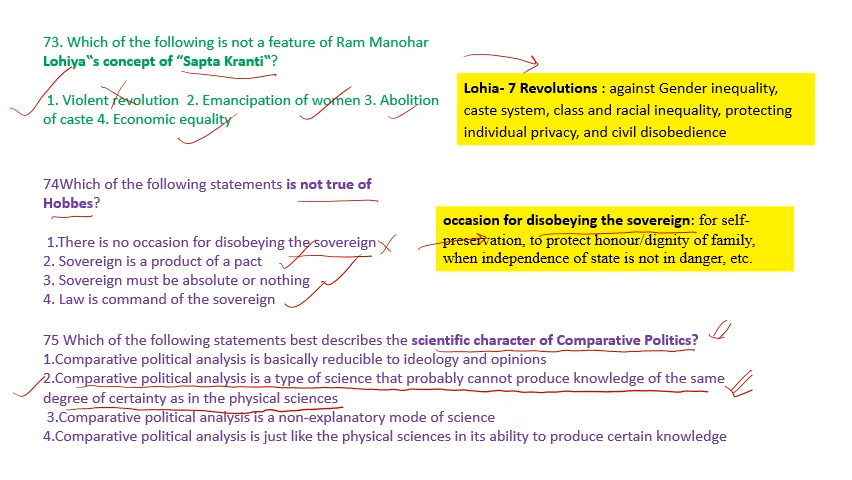 73. Which of the following is not a feature of Ram Manohar
Lohiya‟s concept of “Sapta Kranti‟?
1. Violent revolution 2. Emancipation of women 3. Abolition
of caste 4. Economic equality
Lohia- 7 Revolutions : against Gender inequality,
caste system, class and racial inequality, protecting
individual privacy, and civil disobedience
74Which of the following statements is not true of
Hobbes?
1.There is no occasion for disobeying the sovereign
2. Sovereign is a product of a pact
3. Sovereign must be absolute or nothing
4. Law is command of the sovereign
occasion for disobeying the sovereign: for self-
preservation, to protect honour/dignity of family,
when independence of state is not in danger, etc.
75 Which of the following statements best describes the scientific character of Comparative Politics?
1.Comparative political analysis is basically reducible to ideology and opinions
2.Comparative political analysis is a type of science that probably cannot produce knowledge of the same
degree of certainty as in the physical sciences
3.Comparative political analysis is a non-explanatory mode of science
4.Comparative political analysis is just like the physical sciences in its ability to produce certain knowledge